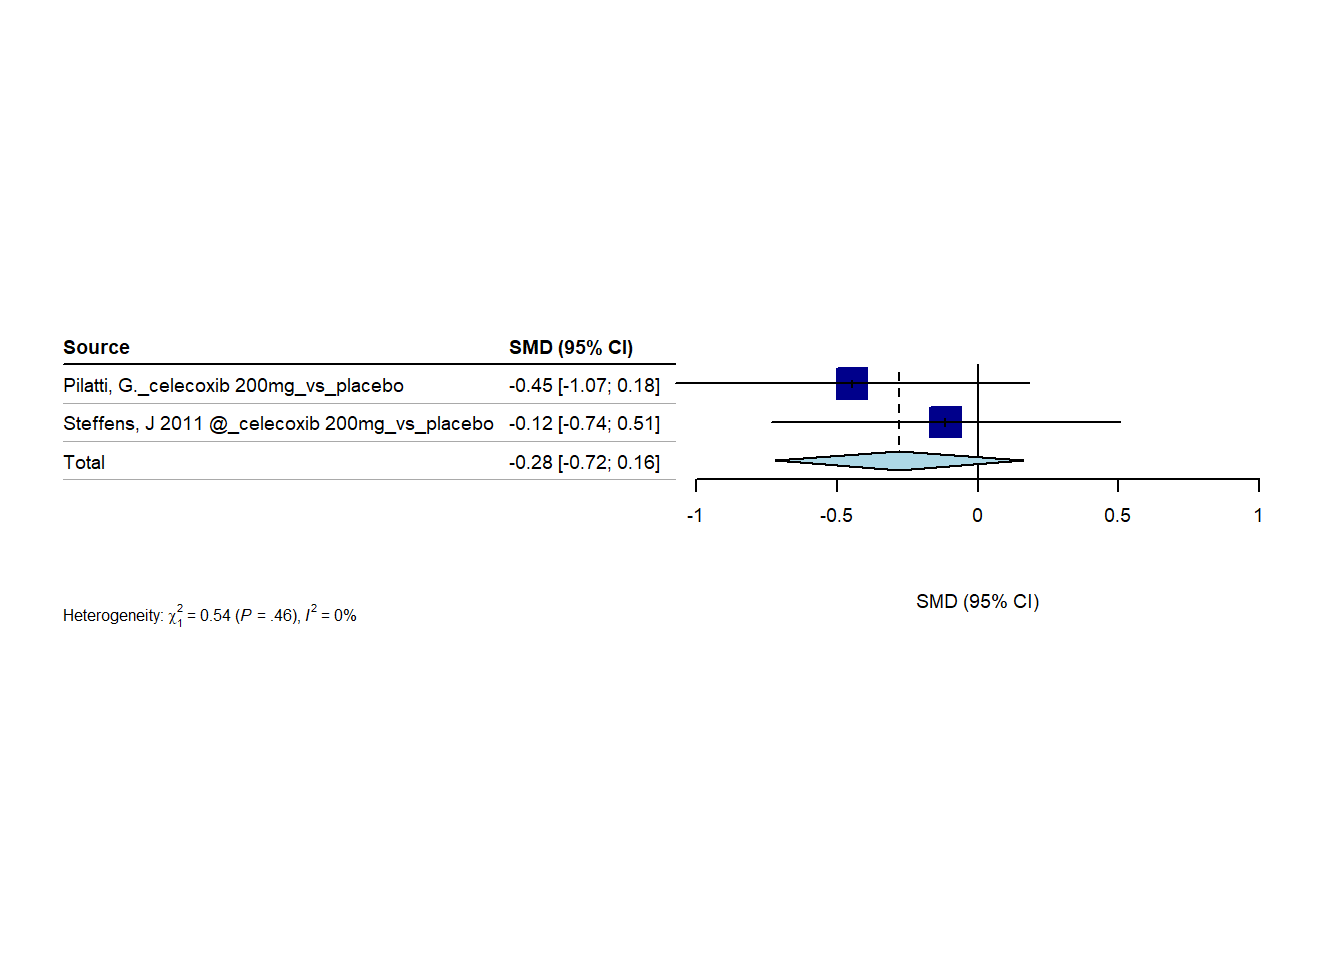 Source SMD (95% CI)
Pilatti, G._celecoxib 200mg_vs_placebo -0.45 [-1.07; 0.18]
Steffens, J 2011 @_celecoxib 200mg_vs_placebo -0.12 [-0.74; 0.51]
Total -0.28 [-0.72; 0.16]
-1 -0.5 0 0.5 1
SMD (95% CI)
Heterogeneity: χ²₁ = 0.54 (P = .46), I² = 0%